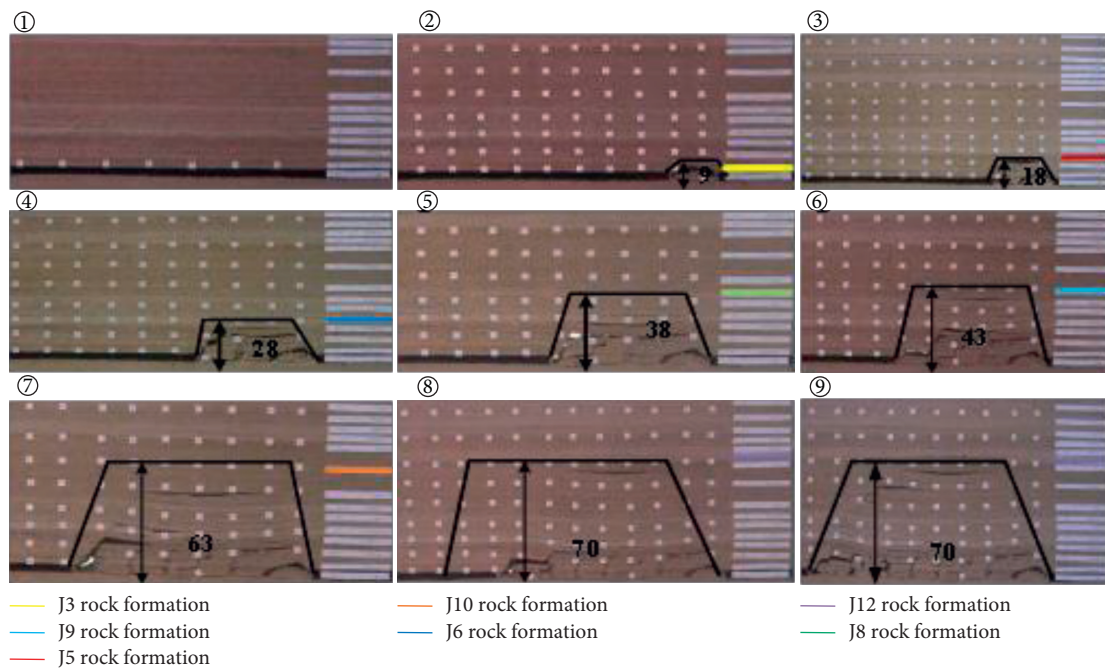 ①
②
③
9
18
④
⑤
⑥
28
38
43
⑦
⑧
⑨
63
70
70
J3 rock formation
J9 rock formation
J5 rock formation
J10 rock formation
J6 rock formation
J12 rock formation
J8 rock formation